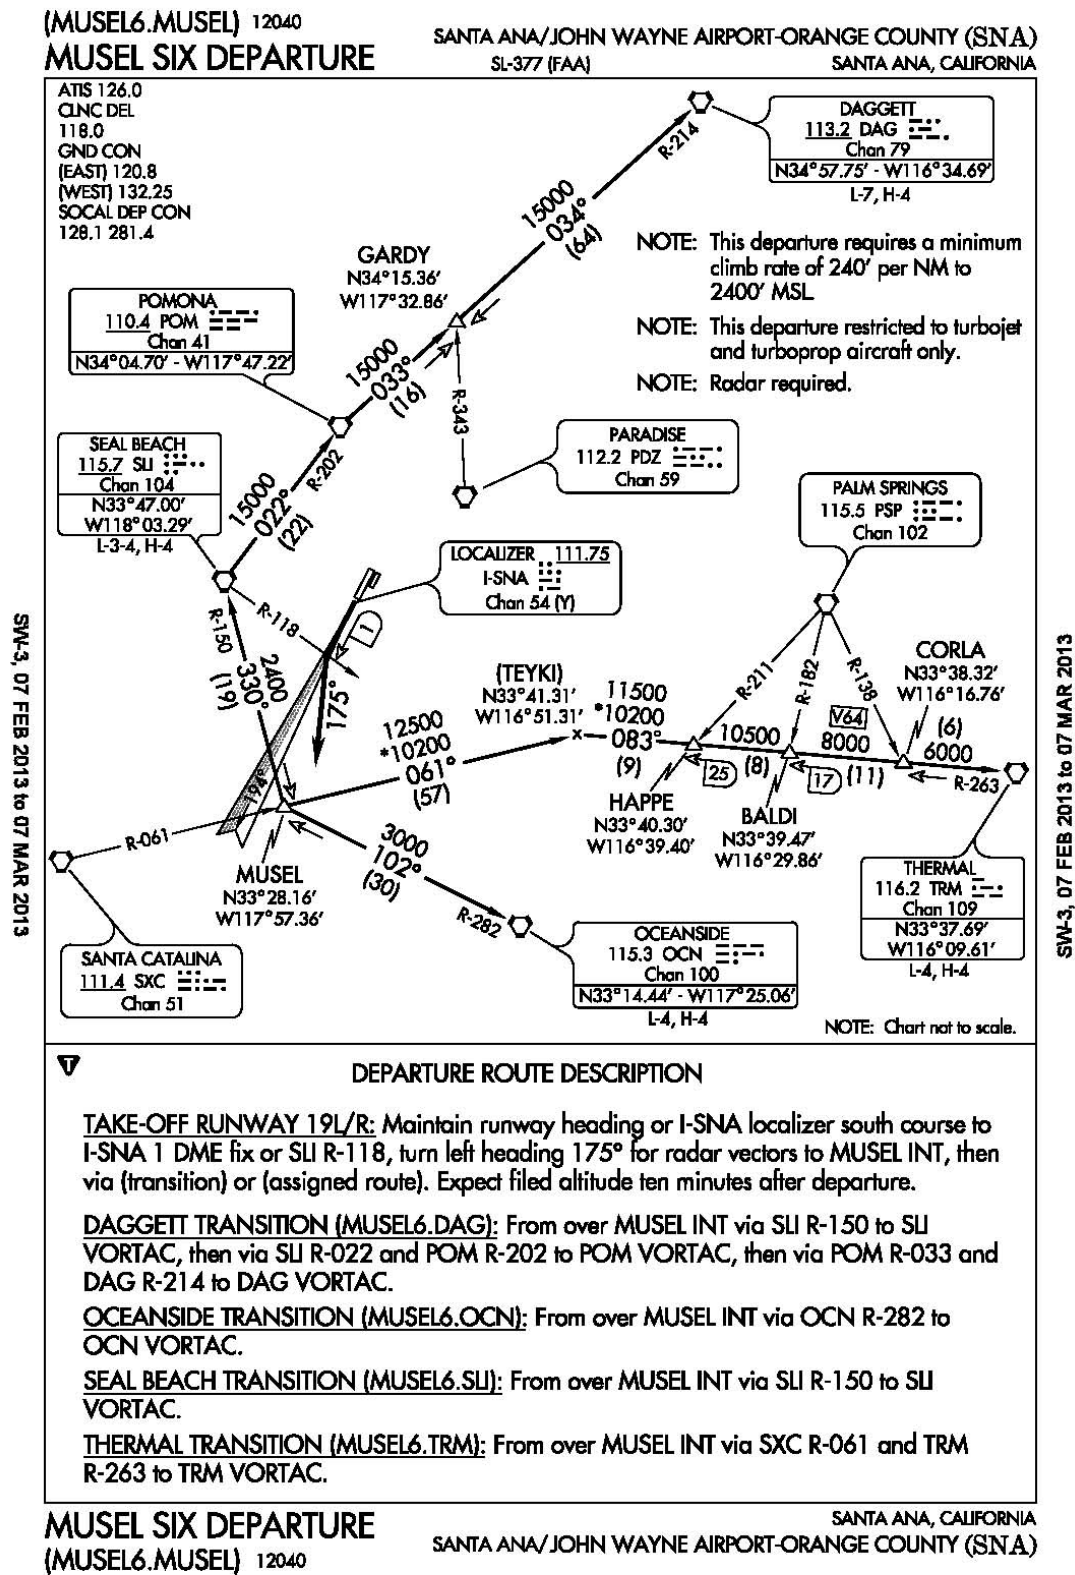 (MUSEL6.MUSEL) 12040
MUSEL SIX DEPARTURE
SL-377 (FAA)
SANTA ANA/JOHN WAYNE AIRPORT-ORANGE COUNTY (SNA)
SANTA ANA, CALIFORNIA
ATIS 126.0
CLNC DEL
118.0
GND CON
(EAST) 120.8
(WEST) 132.25
SOCAL DEP CON
128.1 281.4
DAGGETT
113.2 DAG
Chan 79
N34°57.75' - W116°34.69'
L-7, H-4
R-214
15000
034°
(64)
GARDY
N34°15.36'
W117°32.86'
NOTE: This departure requires a minimum
climb rate of 240' per NM to
2400' MSL
NOTE: This departure restricted to turbojet
and turboprop aircraft only.
NOTE: Radar required.
POMONA
110.4 POM
Chan 41
N34°04.70' - W117°47.22'
15000
033°
(16)
R-343
PARADISE
112.2 PDZ
Chan 59
SEAL BEACH
115.7 SLI
Chan 104
N33°47.00'
W118°03.29'
L-3-4, H-4
15000
022°
(22)
R-202
PALM SPRINGS
115.5 PSP
Chan 102
LOCALIZER 111.75
I-SNA
Chan 54 (Y)
R-118
1
R-150
2400
330°
(19)
175°
194°
(TEYKI)
N33°41.31'
W116°51.31'
12500
*10200
061°
(57)
11500
*10200
083°
(9)
R-211
R-182
R-138
CORLA
N33°38.32'
W116°16.76'
10500
(8)
V64
8000
(11)
(6)
6000
R-263
25
17
HAPPE
N33°40.30'
W116°39.40'
BALDI
N33°39.47'
W116°29.86'
R-061
MUSEL
N33°28.16'
W117°57.36'
3000
102°
(30)
R-282
THERMAL
116.2 TRM
Chan 109
N33°37.69'
W116°09.61'
L-4, H-4
SANTA CATALINA
111.4 SXC
Chan 51
OCEANSIDE
115.3 OCN
Chan 100
N33°14.44' - W117°25.06'
L-4, H-4
NOTE: Chart not to scale.
SW-3, 07 FEB 2013 to 07 MAR 2013
SW-3, 07 FEB 2013 to 07 MAR 2013
T
DEPARTURE ROUTE DESCRIPTION
TAKE-OFF RUNWAY 19L/R: Maintain runway heading or I-SNA localizer south course to
I-SNA 1 DME fix or SLI R-118, turn left heading 175° for radar vectors to MUSEL INT, then
via (transition) or (assigned route). Expect filed altitude ten minutes after departure.
DAGGETT TRANSITION (MUSEL6.DAG): From over MUSEL INT via SLI R-150 to SLI
VORTAC, then via SLI R-022 and POM R-202 to POM VORTAC, then via POM R-033 and
DAG R-214 to DAG VORTAC.
OCEANSIDE TRANSITION (MUSEL6.OCN): From over MUSEL INT via OCN R-282 to
OCN VORTAC.
SEAL BEACH TRANSITION (MUSEL6.SLI): From over MUSEL INT via SLI R-150 to SLI
VORTAC.
THERMAL TRANSITION (MUSEL6.TRM): From over MUSEL INT via SXC R-061 and TRM
R-263 to TRM VORTAC.
MUSEL SIX DEPARTURE
(MUSEL6.MUSEL) 12040
SANTA ANA, CALIFORNIA
SANTA ANA/JOHN WAYNE AIRPORT-ORANGE COUNTY (SNA)